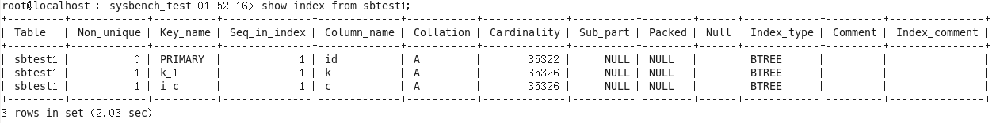 root@localhost : sysbench_test 01:52:16> show index from sbtest1;
+---------+------------+----------+--------------+-------------+-----------+-------------+----------+--------+------+------------+---------+---------------+
| Table | Non_unique | Key_name | Seq_in_index | Column_name | Collation | Cardinality | Sub_part | Packed | Null | Index_type | Comment | Index_comment |
+---------+------------+----------+--------------+-------------+-----------+-------------+----------+--------+------+------------+---------+---------------+
| sbtest1 | 0 | PRIMARY | 1 | id | A | 35322 | NULL | NULL | | BTREE | | |
| sbtest1 | 1 | k_1 | 1 | k | A | 35326 | NULL | NULL | | BTREE | | |
| sbtest1 | 1 | i_c | 1 | c | A | 35326 | NULL | NULL | | BTREE | | |
+---------+------------+----------+--------------+-------------+-----------+-------------+----------+--------+------+------------+---------+---------------+
3 rows in set (2.03 sec)